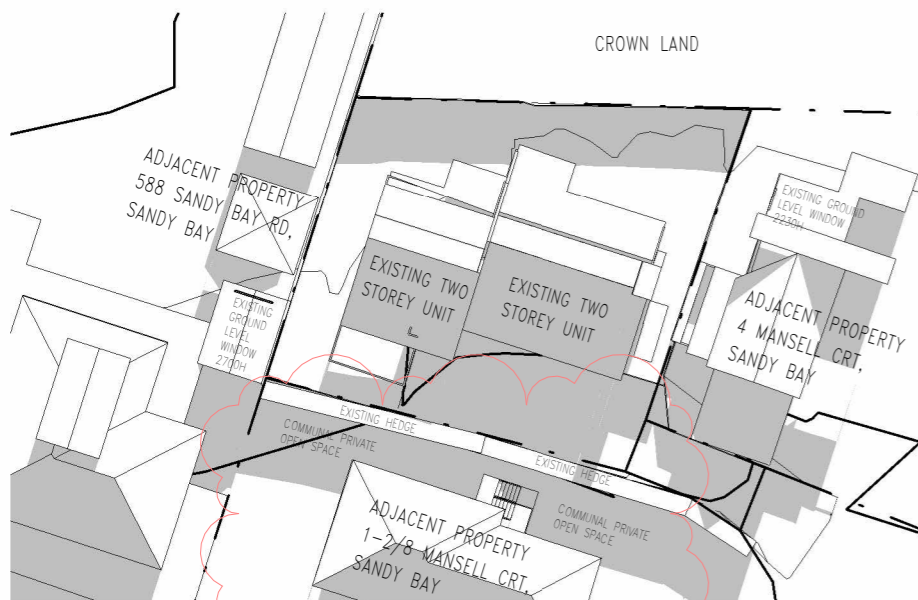 CROWN LAND
ADJACENT PROPERTY
588 SANDY BAY RD,
SANDY BAY
EXISTING GROUND
LEVEL WINDOW
2230H
EXISTING TWO
STOREY UNIT
EXISTING TWO
STOREY UNIT
EXISTING
GROUND
LEVEL
WINDOW
2700H
ADJACENT PROPERTY
4 MANSELL CRT,
SANDY BAY
EXISTING HEDGE
COMMUNAL PRIVATE
OPEN SPACE
EXISTING HEDGE
COMMUNAL PRIVATE
OPEN SPACE
ADJACENT PROPERTY
1-2/8 MANSELL CRT,
SANDY BAY